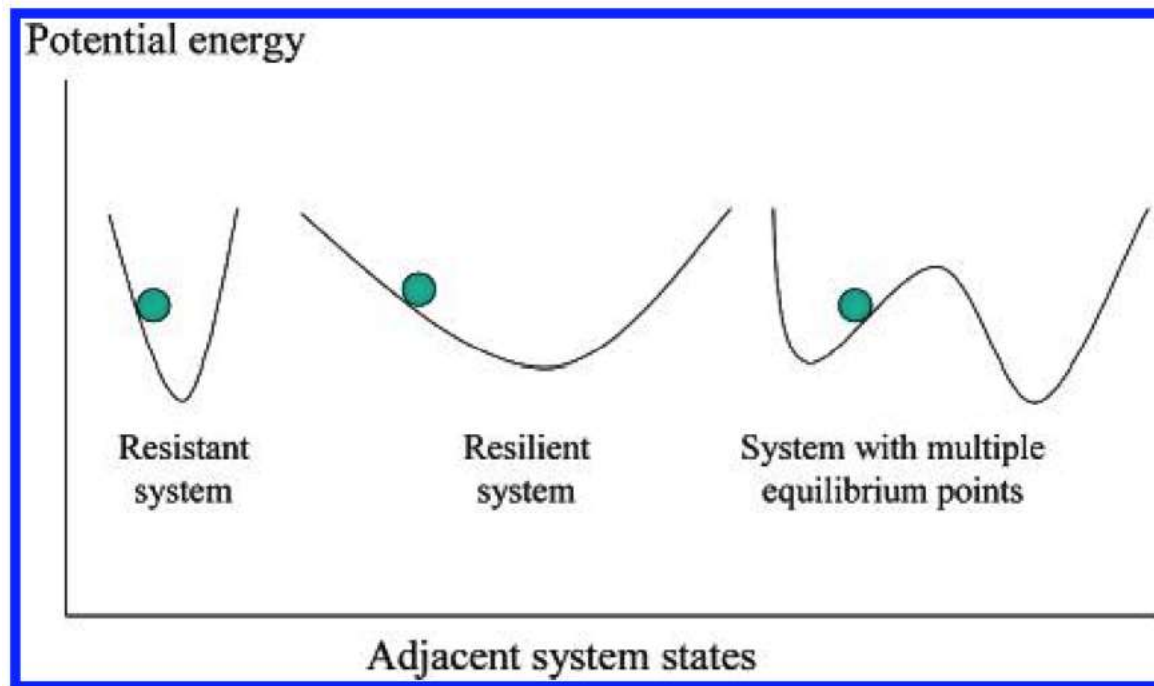 Potential energy
Resistant
system
Resilient
system
System with multiple
equilibrium points
Adjacent system states